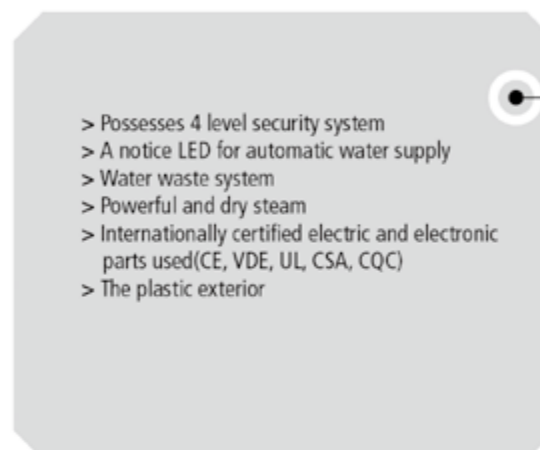 > Possesses 4 level security system
> A notice LED for automatic water supply
> Water waste system
> Powerful and dry steam
> Internationally certified electric and electronic
parts used(CE, VDE, UL, CSA, CQC)
> The plastic exterior